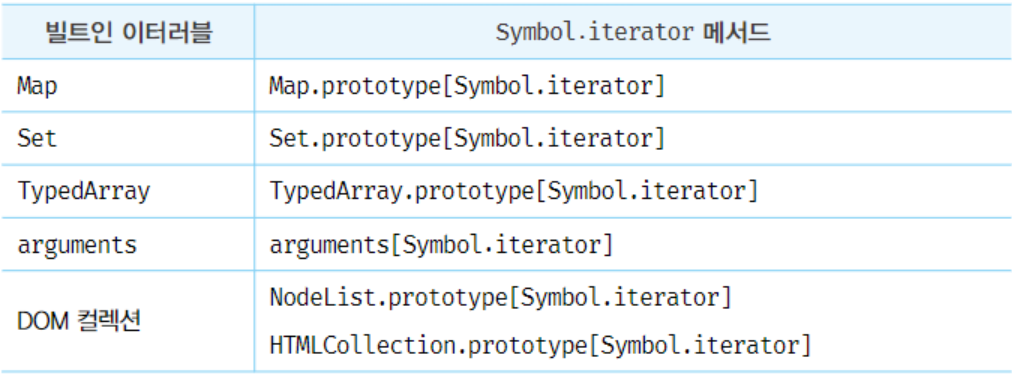 빌트인 이터러블 Symbol.iterator 메서드
Map Map.prototype[Symbol.iterator]
Set Set.prototype[Symbol.iterator]
TypedArray TypedArray.prototype[Symbol.iterator]
arguments arguments[Symbol.iterator]
DOM 컬렉션 NodeList.prototype[Symbol.iterator]
HTMLCollection.prototype[Symbol.iterator]